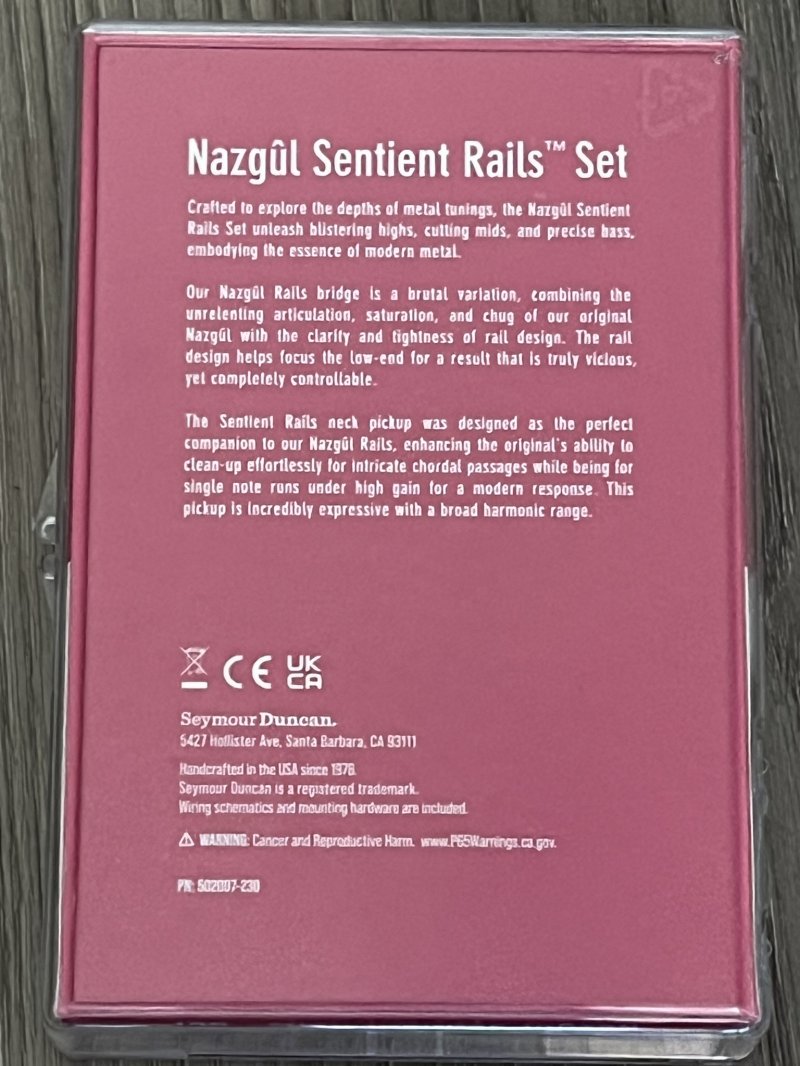 Nazgûl Sentient Rails™ Set
Crafted to explore the depths of metal tunings, the Nazgûl Sentient
Rails Set unleash blistering highs, cutting mids, and precise bass,
embodying the essence of modern metal.
Our Nazgûl Rails bridge is a brutal variation, combining the
unrelenting articulation, saturation, and chug of our original
Nazgûl with the clarity and tightness of rail design. The rail
design helps focus the low-end for a result that is truly vicious,
yet completely controllable.
The Sentient Rails neck pickup was designed as the perfect
companion to our Nazgûl Rails, enhancing the original's ability to
clean-up effortlessly for intricate chordal passages while being for
single note runs under high gain for a modern response. This
pickup is incredibly expressive with a broad harmonic range.
CE UK
CA
Seymour Duncan.
5427 Hollister Ave, Santa Barbara, CA 93111
Handcrafted in the USA since 1976.
Seymour Duncan is a registered trademark.
Wiring schematics and mounting hardware are included.
⚠ WARNING: Cancer and Reproductive Harm. www.P65Warnings.ca.gov.
PN: 502007-230